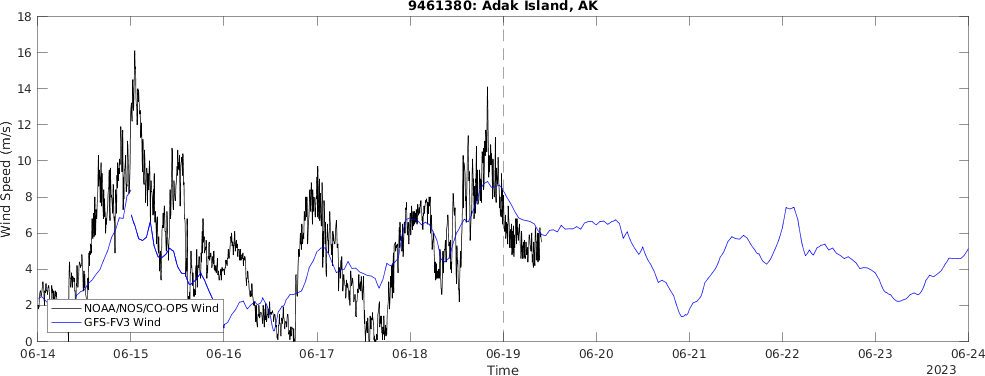 9461380: Adak Island, AK
18
16
14
12
10
8
6
4
2
0
Wind Speed (m/s)
NOAA/NOS/CO-OPS Wind
GFS-FV3 Wind
06-14 06-15 06-16 06-17 06-18 06-19 06-20 06-21 06-22 06-23 06-24
Time
2023